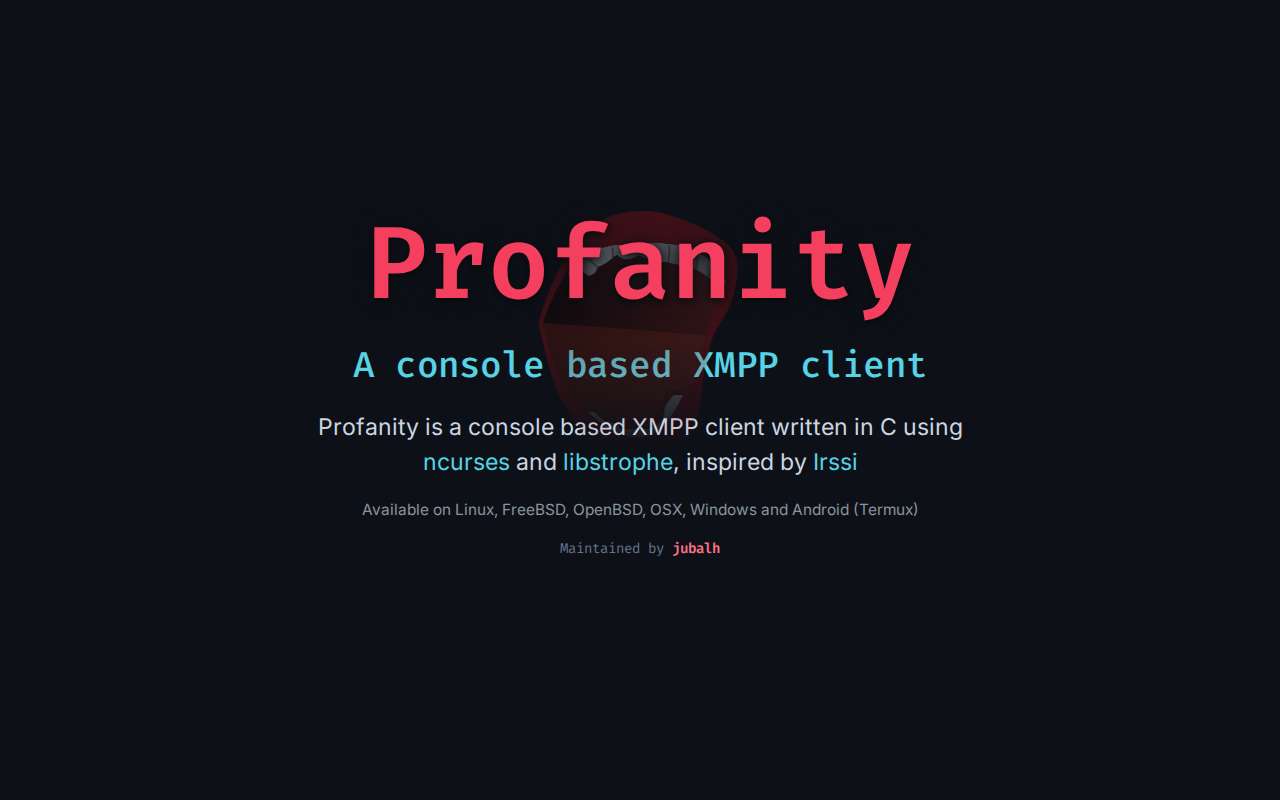 Profanity
A console based XMPP client
Profanity is a console based XMPP client written in C using
ncurses and libstrophe, inspired by Irssi
Available on Linux, FreeBSD, OpenBSD, OSX, Windows and Android (Termux)
Maintained by jubalh